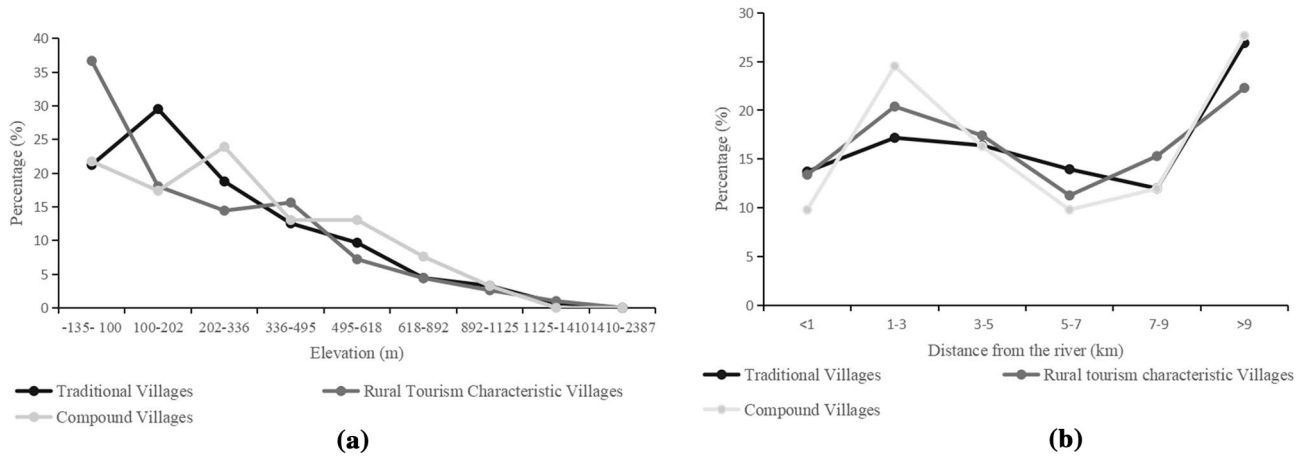 40
35
30
25
20
15
10
5
0
Percentage (%)
-135- 100 100-202 202-336 336-495 495-618 618-892 892-1125 1125-1410 1410-2387
Elevation (m)
Traditional Villages Rural Tourism Characteristic Villages
Compound Villages
(a)
30
25
20
15
10
5
0
Percentage (%)
<1 1-3 3-5 5-7 7-9 >9
Distance from the river (km)
Traditional Villages Rural tourism characteristic Villages
Compound Villages
(b)